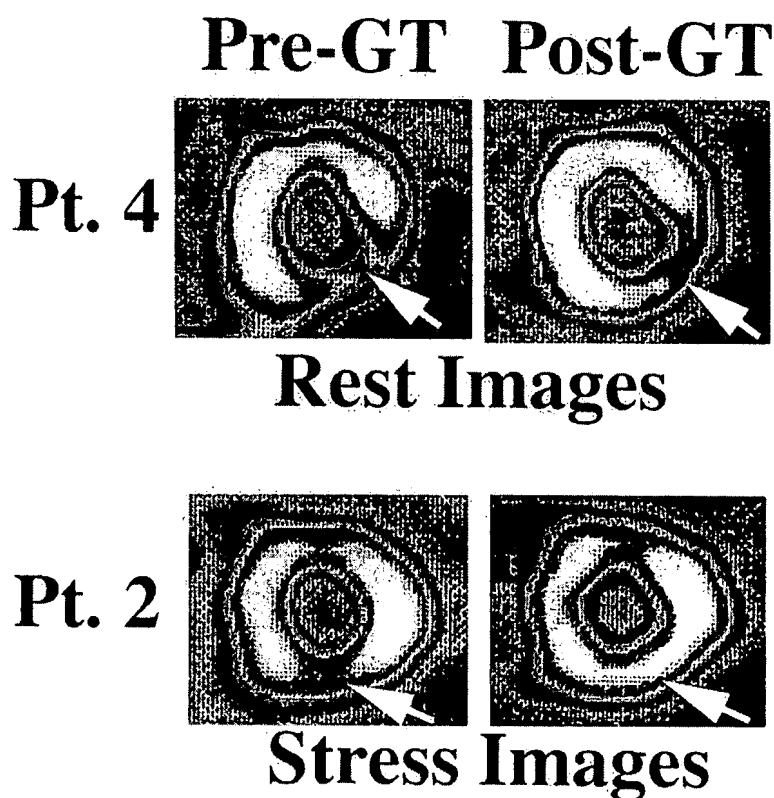 Pre-GT Post-GT
Pt. 4
Rest Images
Pt. 2
Stress Images